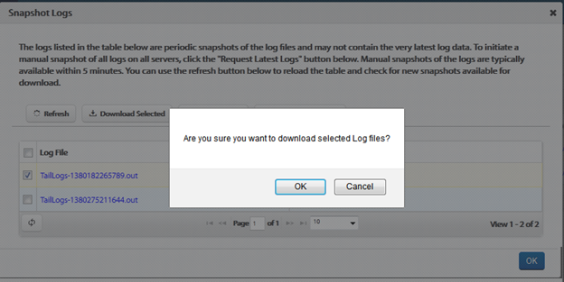 Snapshot Logs
The logs listed in the table below are periodic snapshots of the log files and may not contain the very latest log data. To initiate a
manual snapshot of all logs on all servers, click the "Request Latest Logs" button below. Manual snapshots of the logs are typically
available within 5 minutes. You can use the refresh button below to reload the table and check for new snapshots available for
download.
Refresh Download Selected
Are you sure you want to download selected Log files?
OK Cancel
Log File
TailLogs-1380182265789.out
TailLogs-1380275211644.out
Page 1 of 1 10 View 1 - 2 of 2
OK